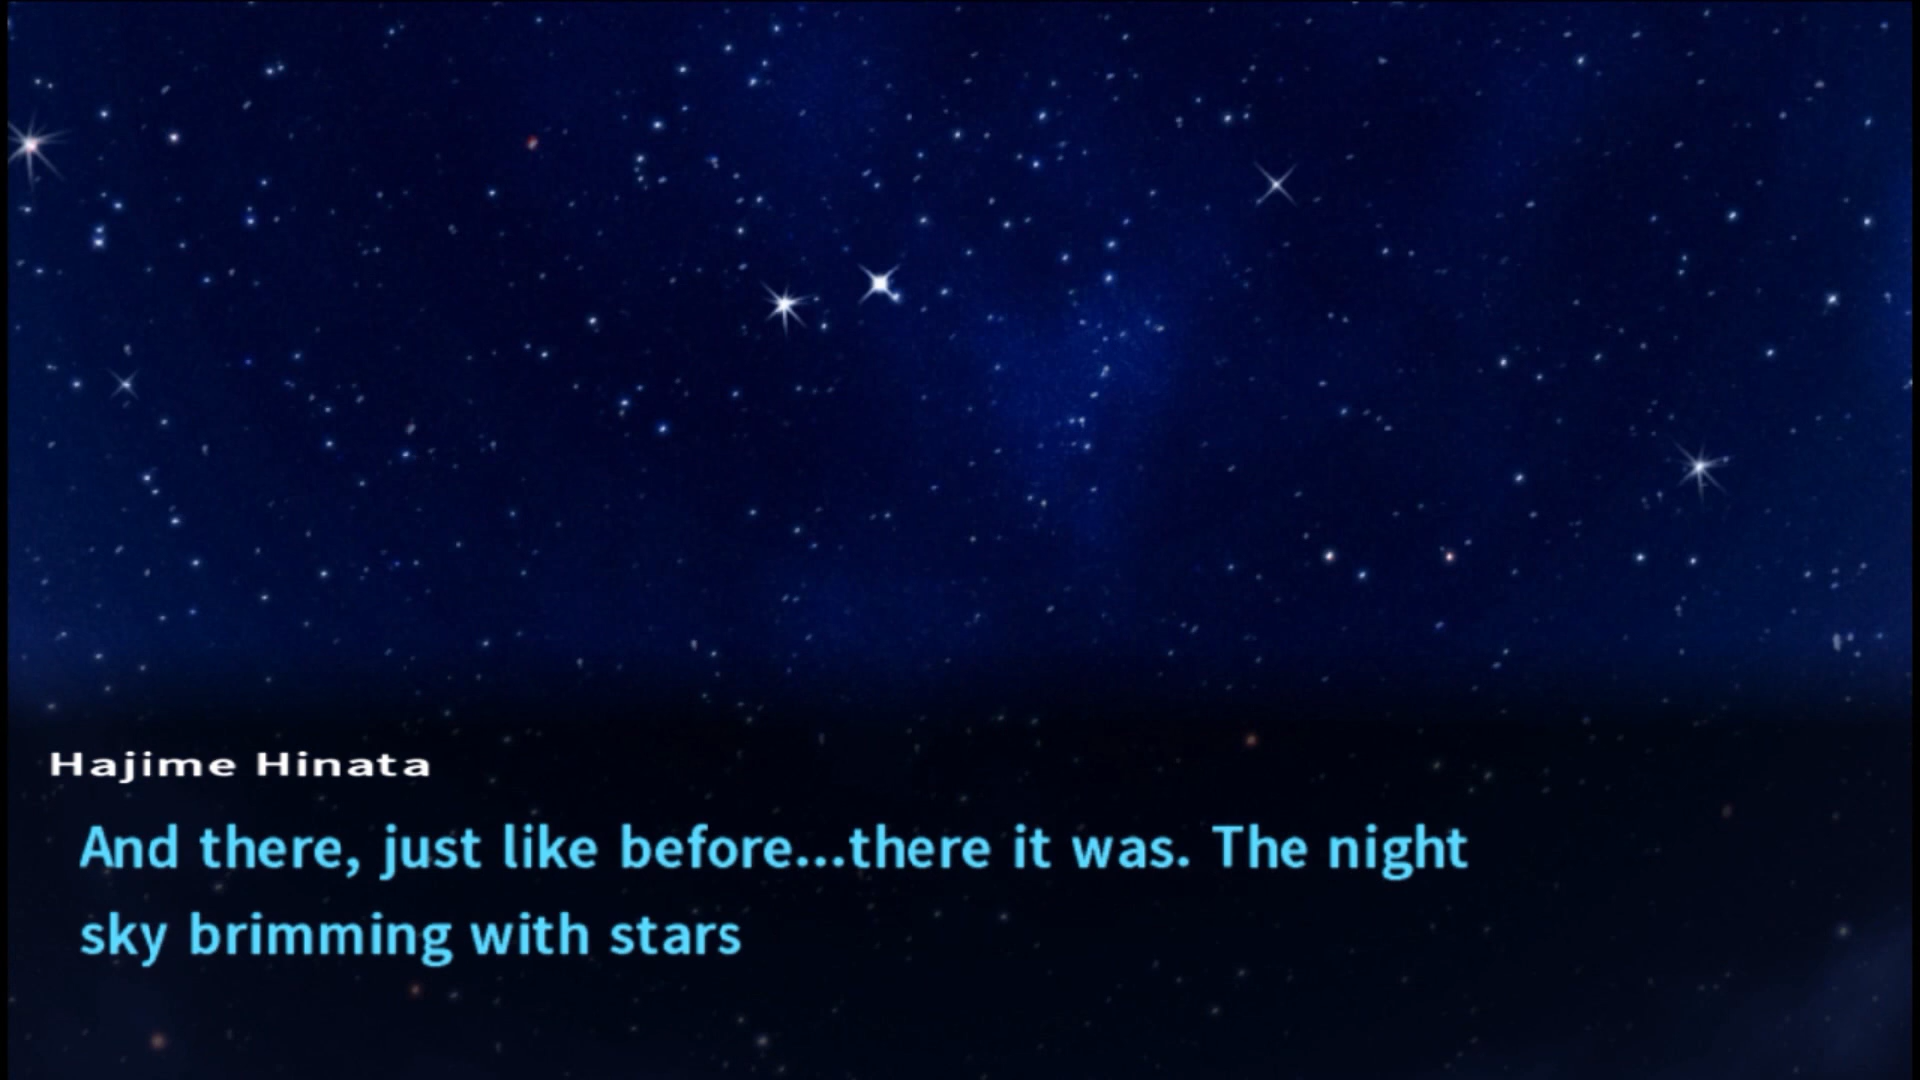 Hajime Hinata
And there, just like before...there it was. The night
sky brimming with stars